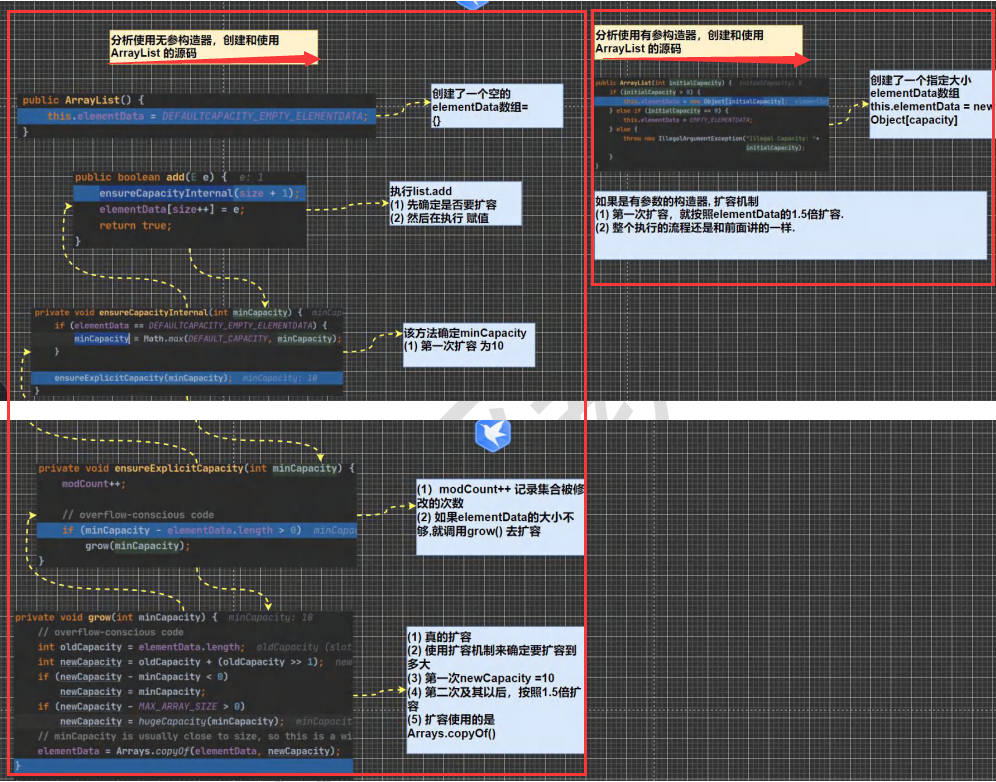 分析使用无参构造器，创建和使用
ArrayList 的源码
public ArrayList() {
this.elementData = DEFAULTCAPACITY_EMPTY_ELEMENTDATA;
}
创建了一个空的
elementData数组=
{}
public boolean add(E e) { e: 1
ensureCapacityInternal(size + 1);
elementData[size++] = e;
return true;
}
执行list.add
(1) 先确定是否要扩容
(2) 然后在执行 赋值
private void ensureCapacityInternal(int minCapacity) { minCap
if (elementData == DEFAULTCAPACITY_EMPTY_ELEMENTDATA) {
minCapacity = Math.max(DEFAULT_CAPACITY, minCapacity);
}
ensureExplicitCapacity(minCapacity); minCapacity: 10
}
该方法确定minCapacity
(1) 第一次扩容 为10
private void ensureExplicitCapacity(int minCapacity) {
modCount++;
// overflow-conscious code
if (minCapacity - elementData.length > 0) minCapa
grow(minCapacity);
}
(1）modCount++ 记录集合被修
改的次数
(2) 如果elementData的大小不
够,就调用grow() 去扩容
private void grow(int minCapacity) { minCapacity: 10
// overflow-conscious code
int oldCapacity = elementData.length; oldCapacity (slot
int newCapacity = oldCapacity + (oldCapacity >> 1); new
if (newCapacity - minCapacity < 0)
newCapacity = minCapacity;
if (newCapacity - MAX_ARRAY_SIZE > 0)
newCapacity = hugeCapacity(minCapacity); minCapacit
// minCapacity is usually close to size, so this is a wi
elementData = Arrays.copyOf(elementData, newCapacity);
}
(1) 真的扩容
(2) 使用扩容机制来确定要扩容到
多大
(3) 第一次newCapacity =10
(4) 第二次及其以后，按照1.5倍扩
容
(5) 扩容使用的是
Arrays.copyOf()
分析使用有参构造器，创建和使用
ArrayList 的源码
public ArrayList(int initialCapacity) { initialCapacity: 8
if (initialCapacity > 0) {
this.elementData = new Object[initialCapacity];
} else if (initialCapacity == 0) {
this.elementData = EMPTY_ELEMENTDATA;
} else {
throw new IllegalArgumentException("Illegal Capacity: "+
initialCapacity);
}
}
创建了一个指定大小
elementData数组
this.elementData = new
Object[capacity]
如果是有参数的构造器, 扩容机制
(1) 第一次扩容，就按照elementData的1.5倍扩容.
(2) 整个执行的流程还是和前面讲的一样.